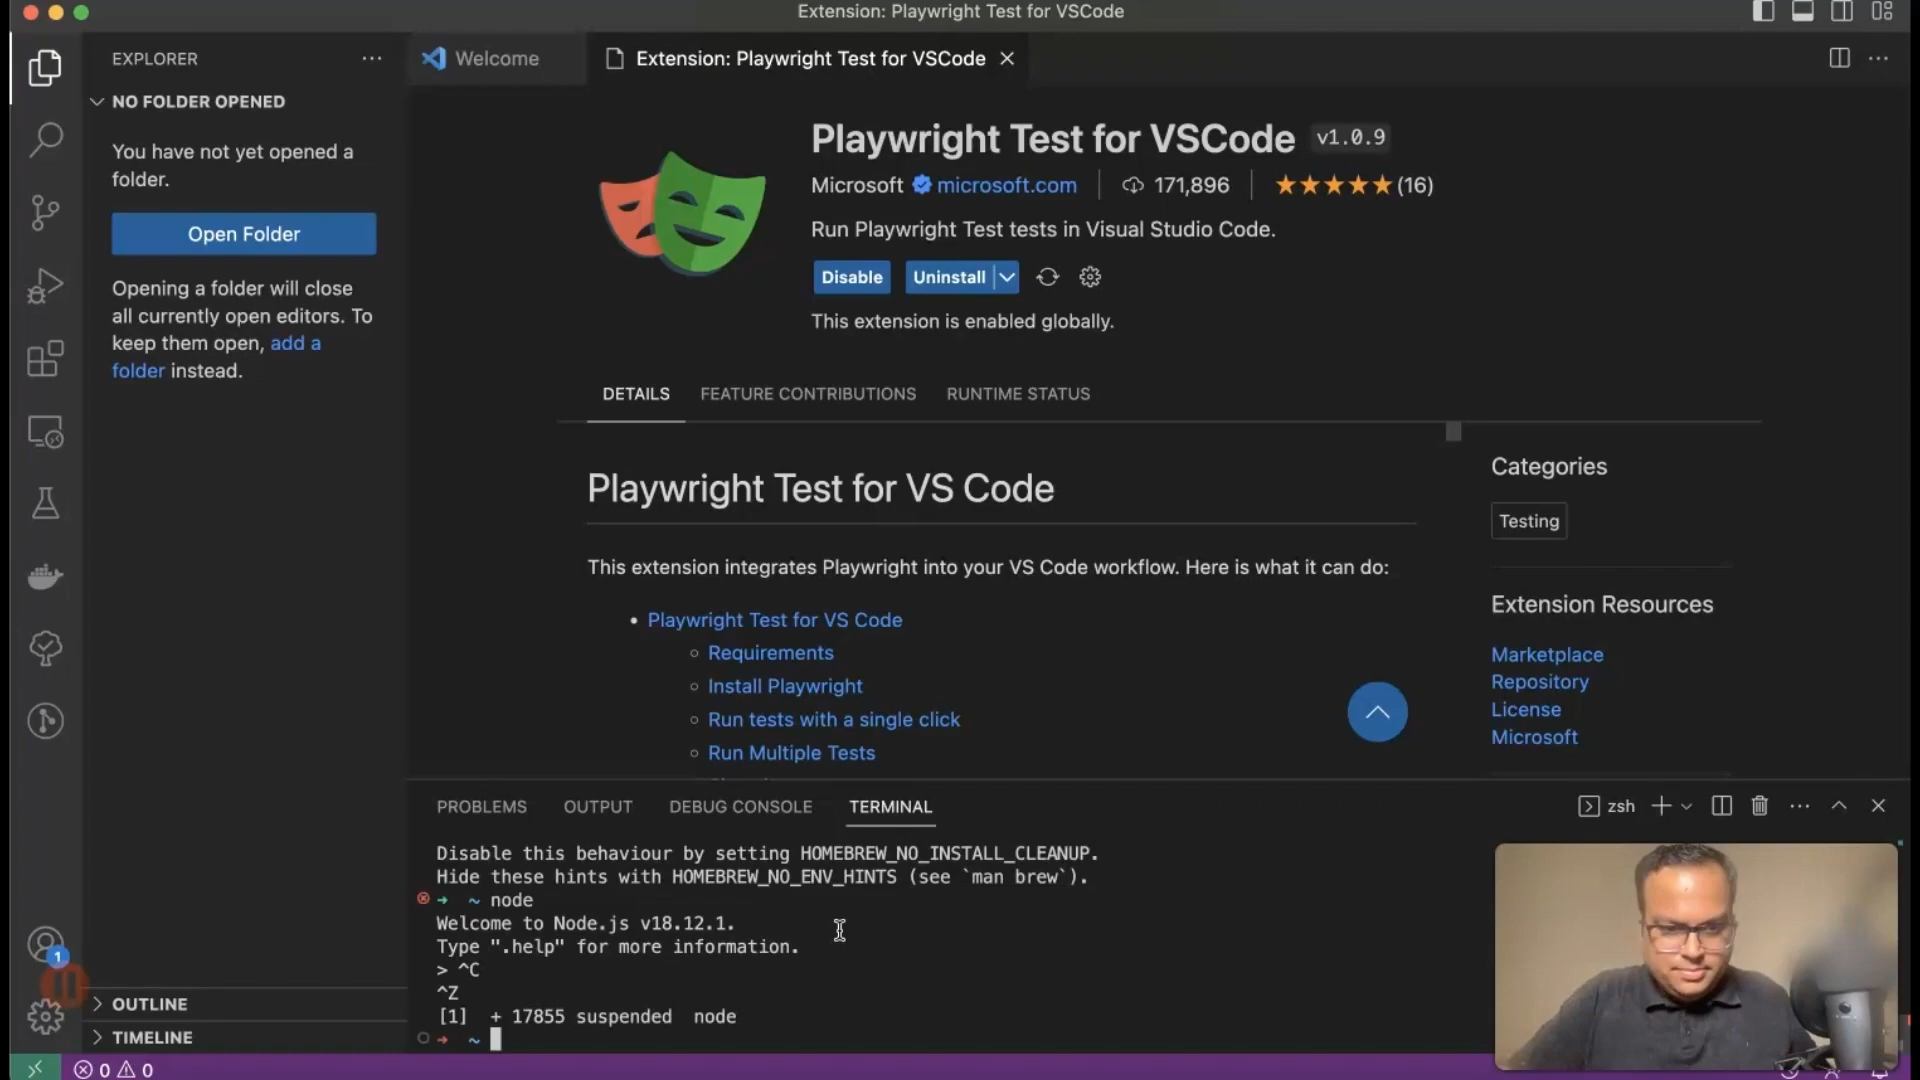 Extension: Playwright Test for VSCode
EXPLORER
NO FOLDER OPENED
You have not yet opened a
folder.
Open Folder
Opening a folder will close
all currently open editors. To
keep them open, add a
folder instead.
OUTLINE
TIMELINE
Welcome
Extension: Playwright Test for VSCode
Playwright Test for VSCode v1.0.9
Microsoft microsoft.com 171,896 ★★★★★(16)
Run Playwright Test tests in Visual Studio Code.
Disable Uninstall
This extension is enabled globally.
DETAILS FEATURE CONTRIBUTIONS RUNTIME STATUS
Playwright Test for VS Code
This extension integrates Playwright into your VS Code workflow. Here is what it can do:
• Playwright Test for VS Code
○ Requirements
○ Install Playwright
○ Run tests with a single click
○ Run Multiple Tests
Categories
Testing
Extension Resources
Marketplace
Repository
License
Microsoft
PROBLEMS OUTPUT DEBUG CONSOLE TERMINAL
zsh
Disable this behaviour by setting HOMEBREW_NO_INSTALL_CLEANUP.
Hide these hints with HOMEBREW_NO_ENV_HINTS (see `man brew`).
→ ~ node
Welcome to Node.js v18.12.1.
Type ".help" for more information.
> ^C
^Z
[1] + 17855 suspended node
→ ~
1
0 0